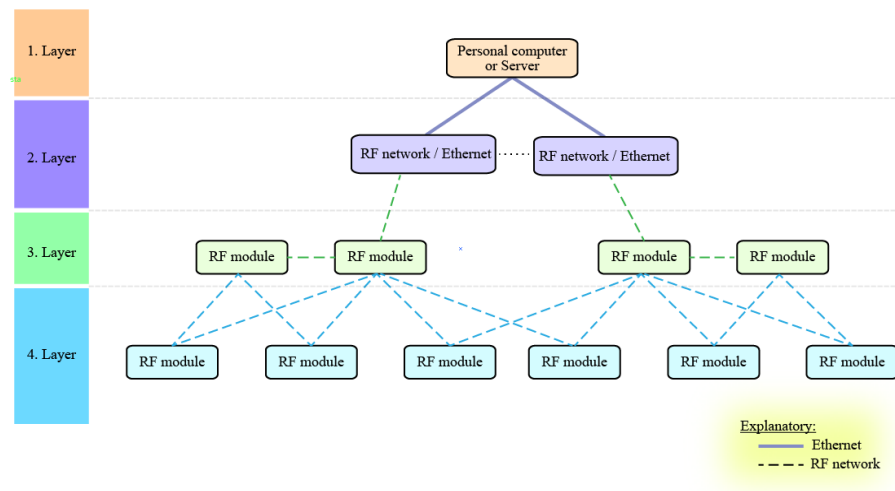 1. Layer
Personal computer
or Server
sta
2. Layer
RF network / Ethernet
RF network / Ethernet
3. Layer
RF module
RF module
RF module
RF module
4. Layer
RF module
RF module
RF module
RF module
RF module
RF module
Explanatory:
Ethernet
RF network